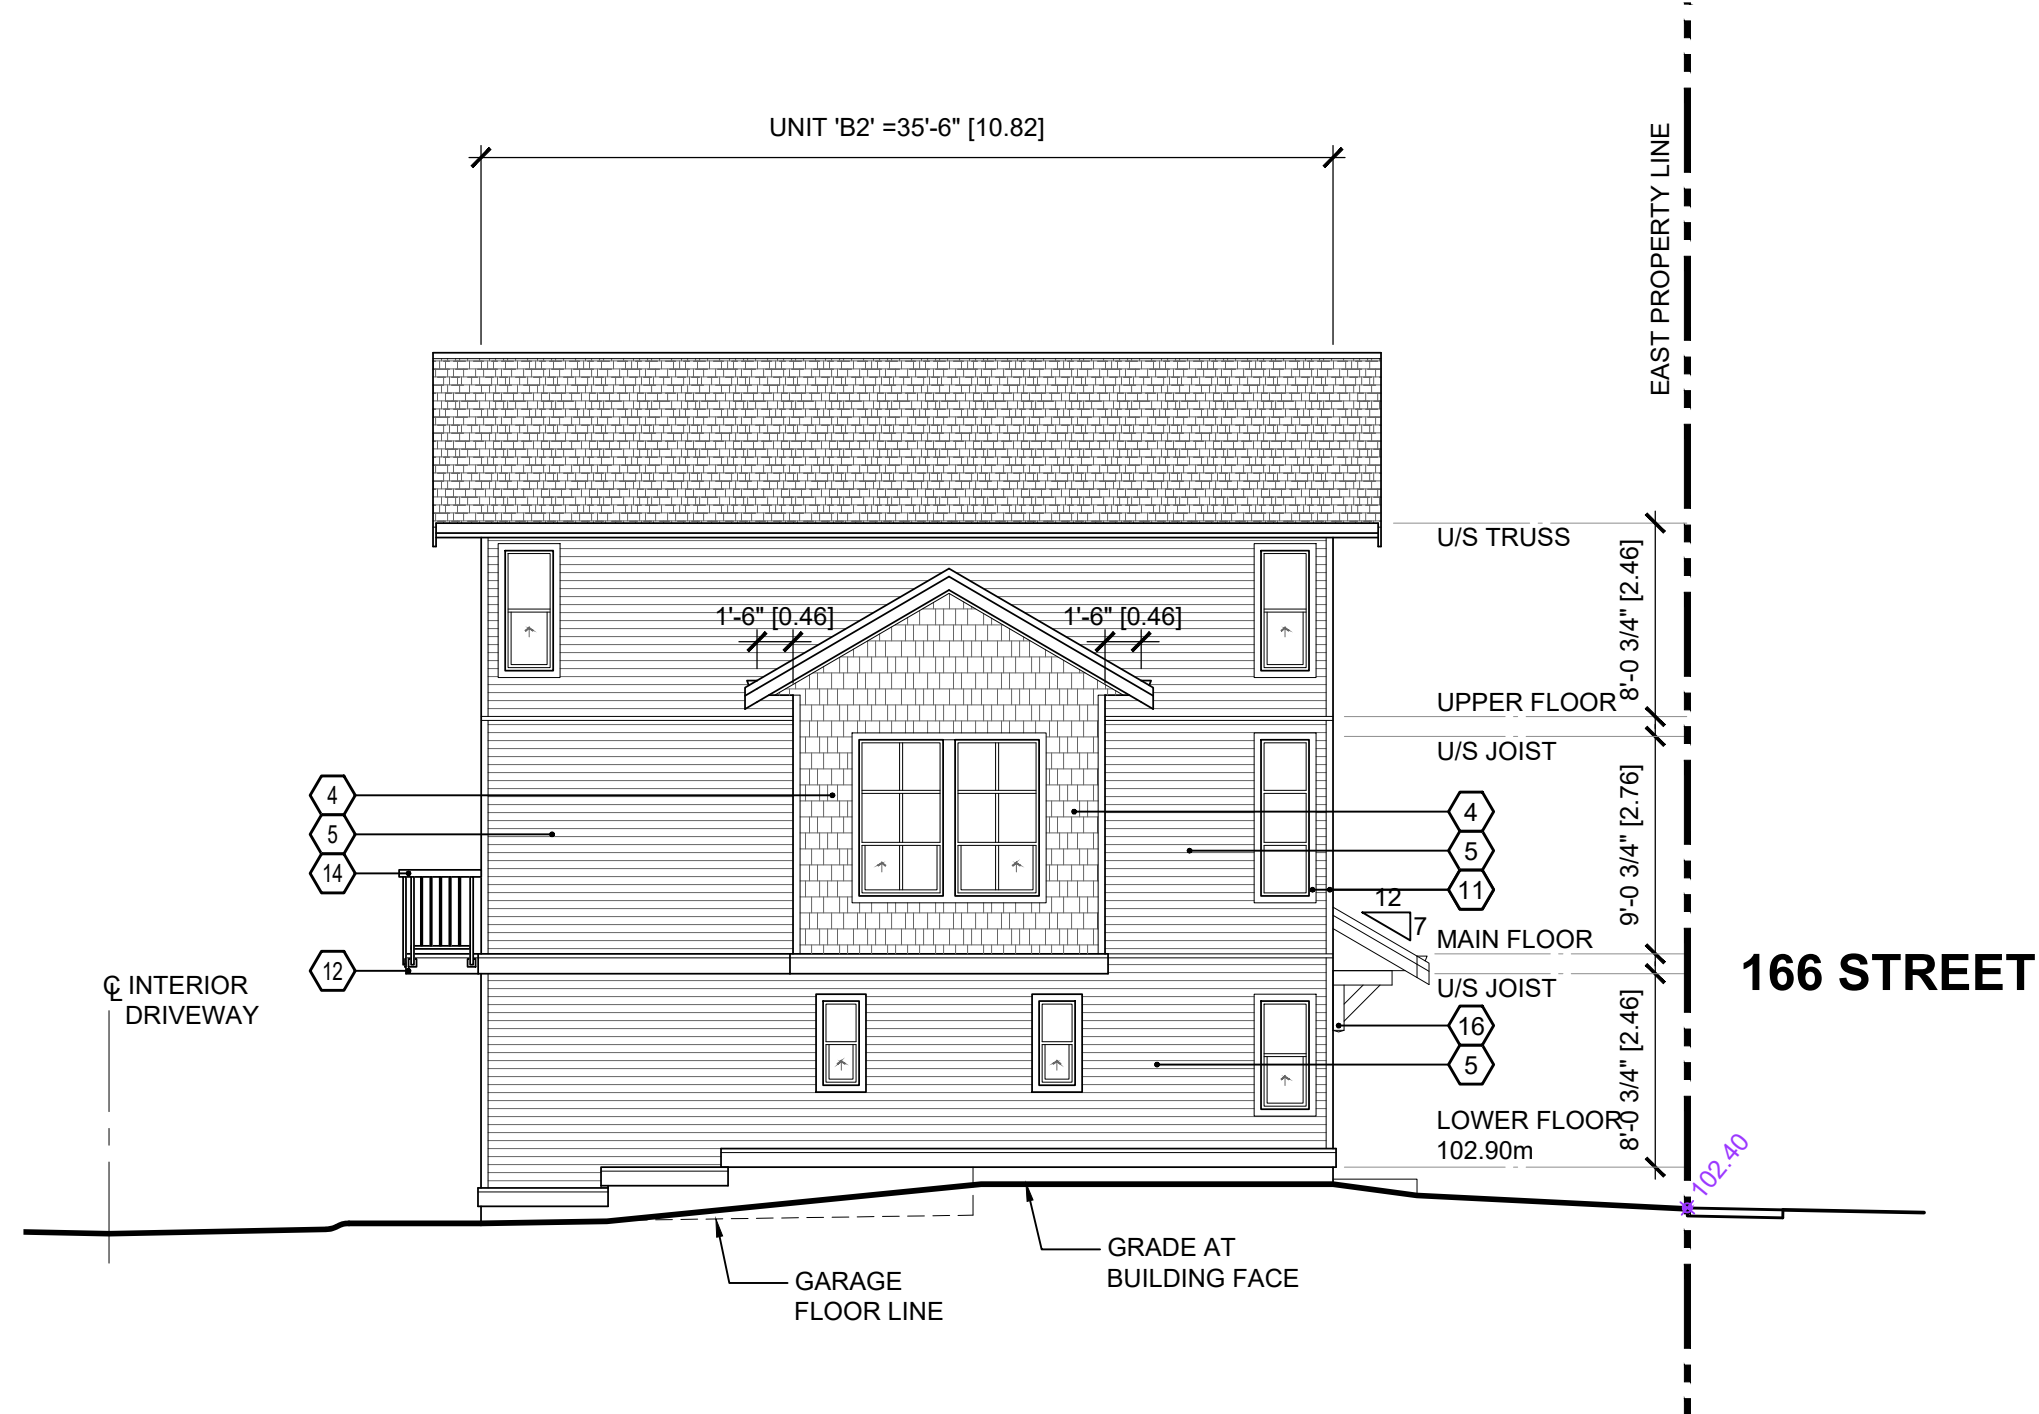 UNIT 'B2' =35'-6" [10.82]
EAST PROPERTY LINE
U/S TRUSS
8'-0 3/4" [2.46]
1'-6" [0.46]
1'-6" [0.46]
UPPER FLOOR
U/S JOIST
9'-0 3/4" [2.76]
4
5
14
4
5
11
12
7
MAIN FLOOR
12
166 STREET
℄ INTERIOR
DRIVEWAY
U/S JOIST
8'-0 3/4" [2.46]
16
5
LOWER FLOOR
102.90m
102.40
GRADE AT
BUILDING FACE
GARAGE
FLOOR LINE